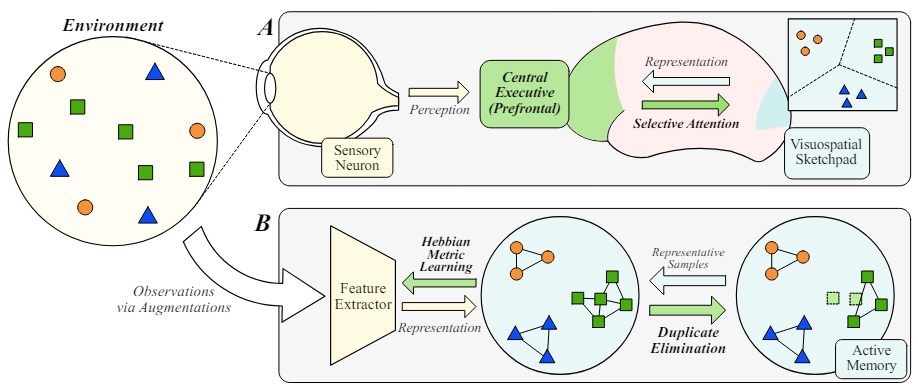 Environment
A
Sensory
Neuron
Perception
Central
Executive
(Prefrontal)
Representation
Selective Attention
Visuospatial
Sketchpad
Observations
via Augmentations
B
Feature
Extractor
Hebbian
Metric
Learning
Representation
Representative
Samples
Duplicate
Elimination
Active
Memory